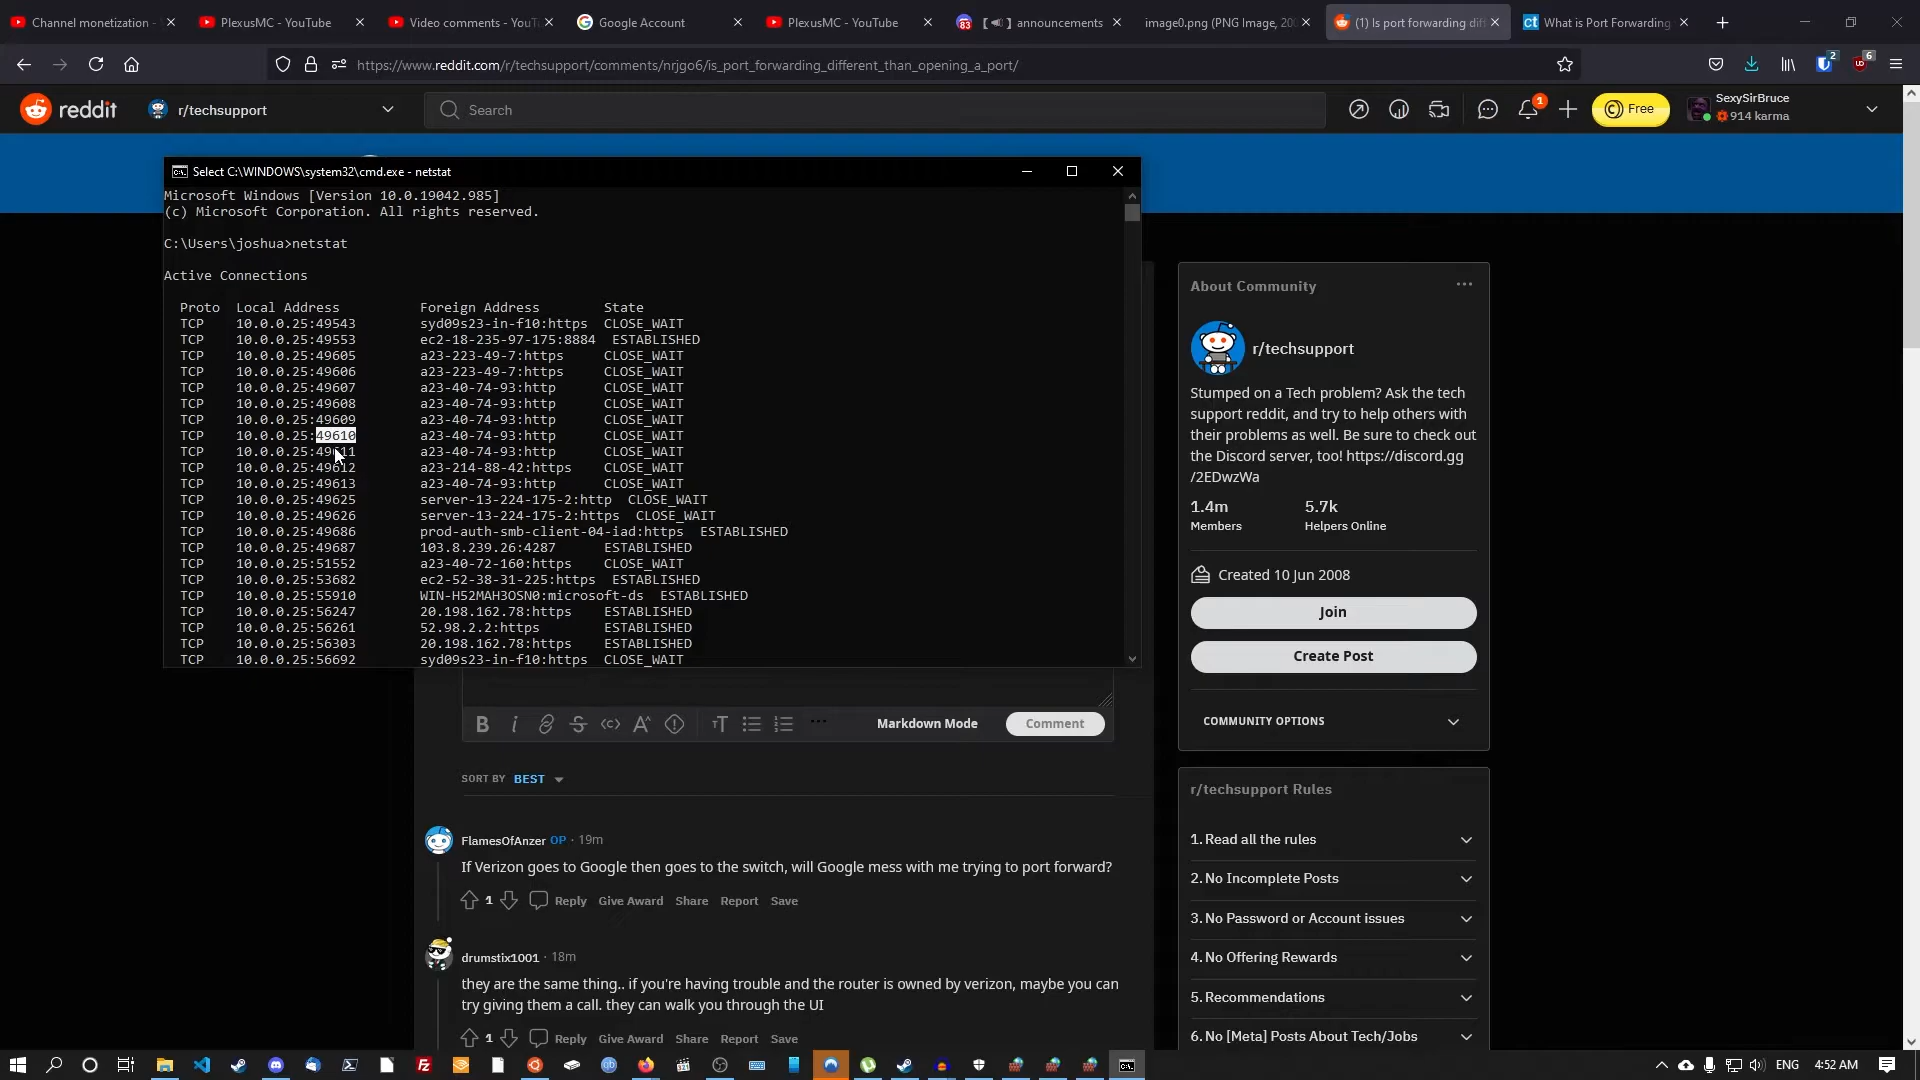 Channel monetization -
PlexusMC - YouTube
Video comments - YouT
Google Account
PlexusMC - YouTube
announcements
image0.png (PNG Image, 20
(1) Is port forwarding dif
What is Port Forwarding
https://www.reddit.com/r/techsupport/comments/nrjgo6/is_port_forwarding_different_than_opening_a_port/
2
6
reddit
r/techsupport
Search
1
Free
SexySirBruce
914 karma
Select C:\WINDOWS\system32\cmd.exe - netstat
Microsoft Windows [Version 10.0.19042.985]
(c) Microsoft Corporation. All rights reserved.
C:\Users\joshua>netstat
Active Connections
Proto Local Address Foreign Address State
TCP 10.0.0.25:49543 syd09s23-in-f10:https CLOSE_WAIT
TCP 10.0.0.25:49553 ec2-18-235-97-175:8884 ESTABLISHED
TCP 10.0.0.25:49605 a23-223-49-7:https CLOSE_WAIT
TCP 10.0.0.25:49606 a23-223-49-7:https CLOSE_WAIT
TCP 10.0.0.25:49607 a23-40-74-93:http CLOSE_WAIT
TCP 10.0.0.25:49608 a23-40-74-93:http CLOSE_WAIT
TCP 10.0.0.25:49609 a23-40-74-93:http CLOSE_WAIT
TCP 10.0.0.25:49610 a23-40-74-93:http CLOSE_WAIT
TCP 10.0.0.25:49611 a23-40-74-93:http CLOSE_WAIT
TCP 10.0.0.25:49612 a23-214-88-42:https CLOSE_WAIT
TCP 10.0.0.25:49613 a23-40-74-93:http CLOSE_WAIT
TCP 10.0.0.25:49625 server-13-224-175-2:http CLOSE_WAIT
TCP 10.0.0.25:49626 server-13-224-175-2:https CLOSE_WAIT
TCP 10.0.0.25:49686 prod-auth-smb-client-04-iad:https ESTABLISHED
TCP 10.0.0.25:49687 103.8.239.26:4287 ESTABLISHED
TCP 10.0.0.25:51552 a23-40-72-160:https CLOSE_WAIT
TCP 10.0.0.25:53682 ec2-52-38-31-225:https ESTABLISHED
TCP 10.0.0.25:55910 WIN-H52MAH3OSN0:microsoft-ds ESTABLISHED
TCP 10.0.0.25:56247 20.198.162.78:https ESTABLISHED
TCP 10.0.0.25:56261 52.98.2.2:https ESTABLISHED
TCP 10.0.0.25:56303 20.198.162.78:https ESTABLISHED
TCP 10.0.0.25:56692 syd09s23-in-f10:https CLOSE_WAIT
Markdown Mode
Comment
SORT BY BEST
FlamesOfAnzer OP · 19m
If Verizon goes to Google then goes to the switch, will Google mess with me trying to port forward?
1 Reply Give Award Share Report Save
drumstix1001 · 18m
they are the same thing.. if you're having trouble and the router is owned by verizon, maybe you can
try giving them a call. they can walk you through the UI
1 Reply Give Award Share Report Save
About Community
r/techsupport
Stumped on a Tech problem? Ask the tech
support reddit, and try to help others with
their problems as well. Be sure to check out
the Discord server, too! https://discord.gg
/2EDwzWa
1.4m 5.7k
Members Helpers Online
Created 10 Jun 2008
Join
Create Post
COMMUNITY OPTIONS
r/techsupport Rules
1. Read all the rules
2. No Incomplete Posts
3. No Password or Account issues
4. No Offering Rewards
5. Recommendations
6. No [Meta] Posts About Tech/Jobs
ENG 4:52 AM